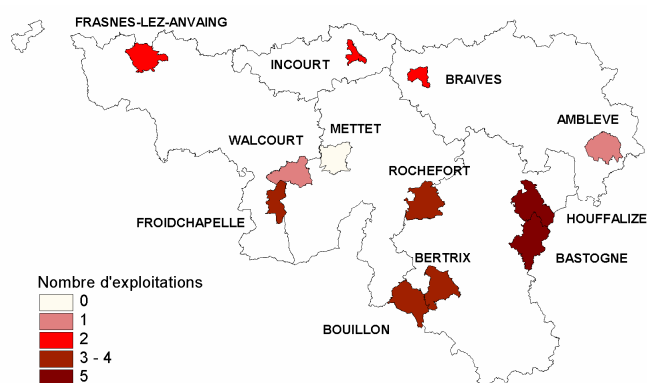 FRASNES-LEZ-ANVAING
INCOURT
BRAIVES
AMBLEVE
METTET
WALCOURT
ROCHEFORT
FROIDCHAPELLE
HOUFFALIZE
BERTRIX
BASTOGNE
BOUILLON
Nombre d'exploitations
0
1
2
3 - 4
5